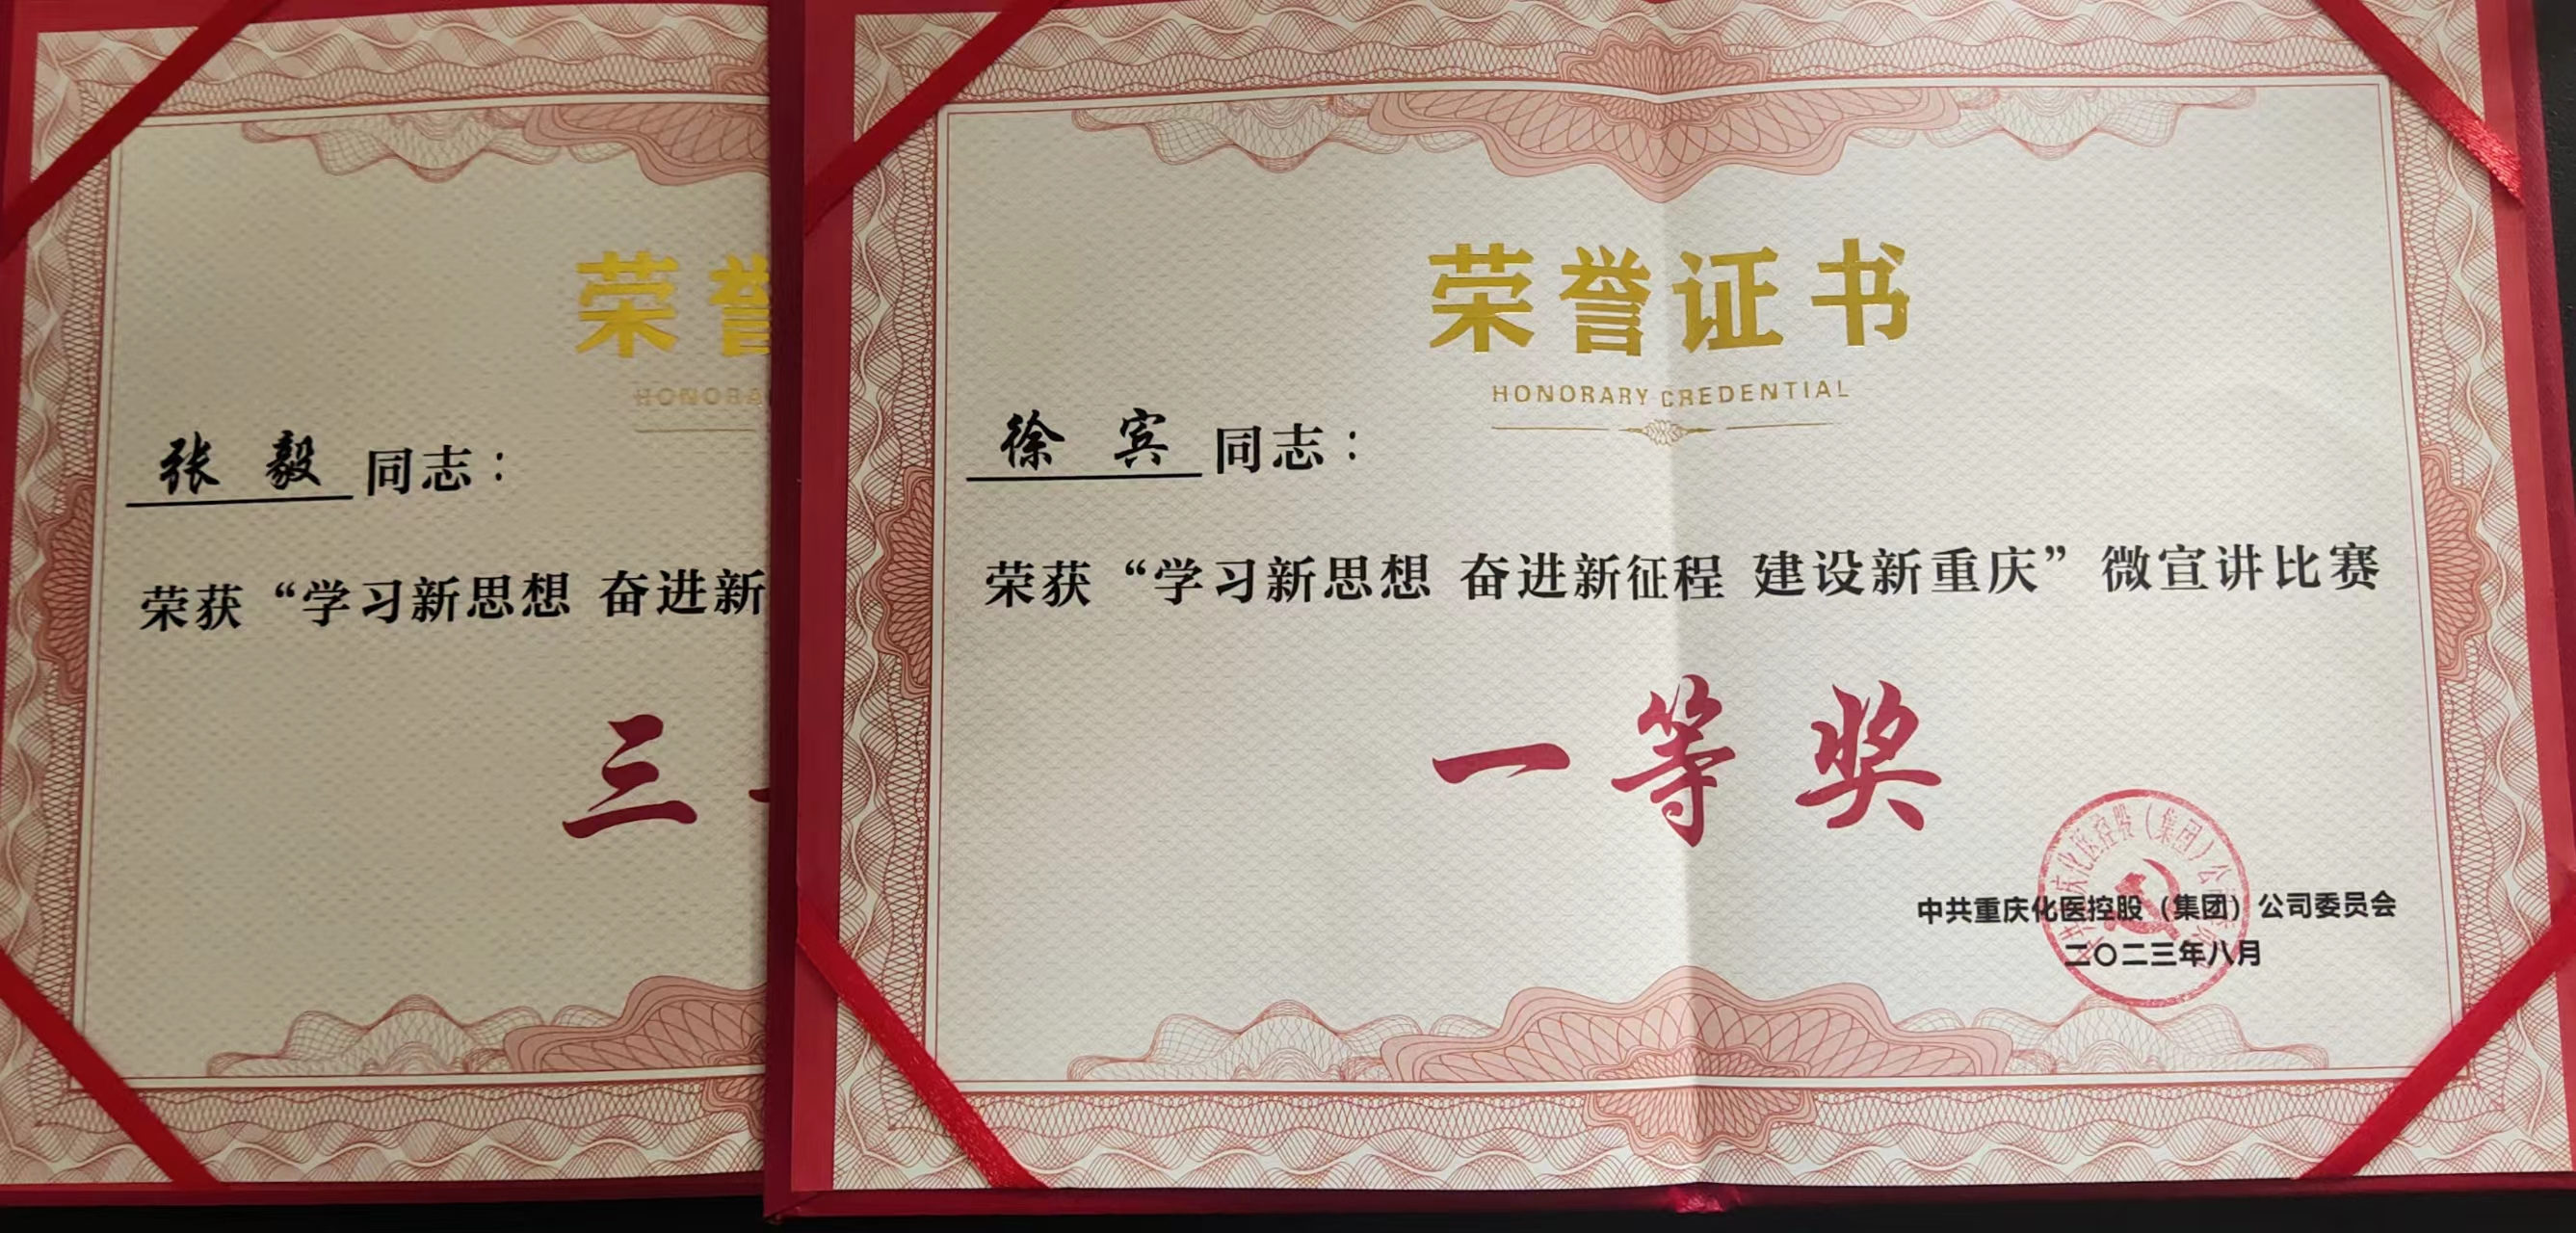 荣誉
HONORA
张 毅 同志：
荣获“学习新思想 奋进新
三
荣誉证书
HONORARY CREDENTIAL
徐 宾 同志：
荣获“学习新思想 奋进新征程 建设新重庆”微宣讲比赛
一等奖
中共重庆化医控股（集团）公司委员会
二〇二三年八月